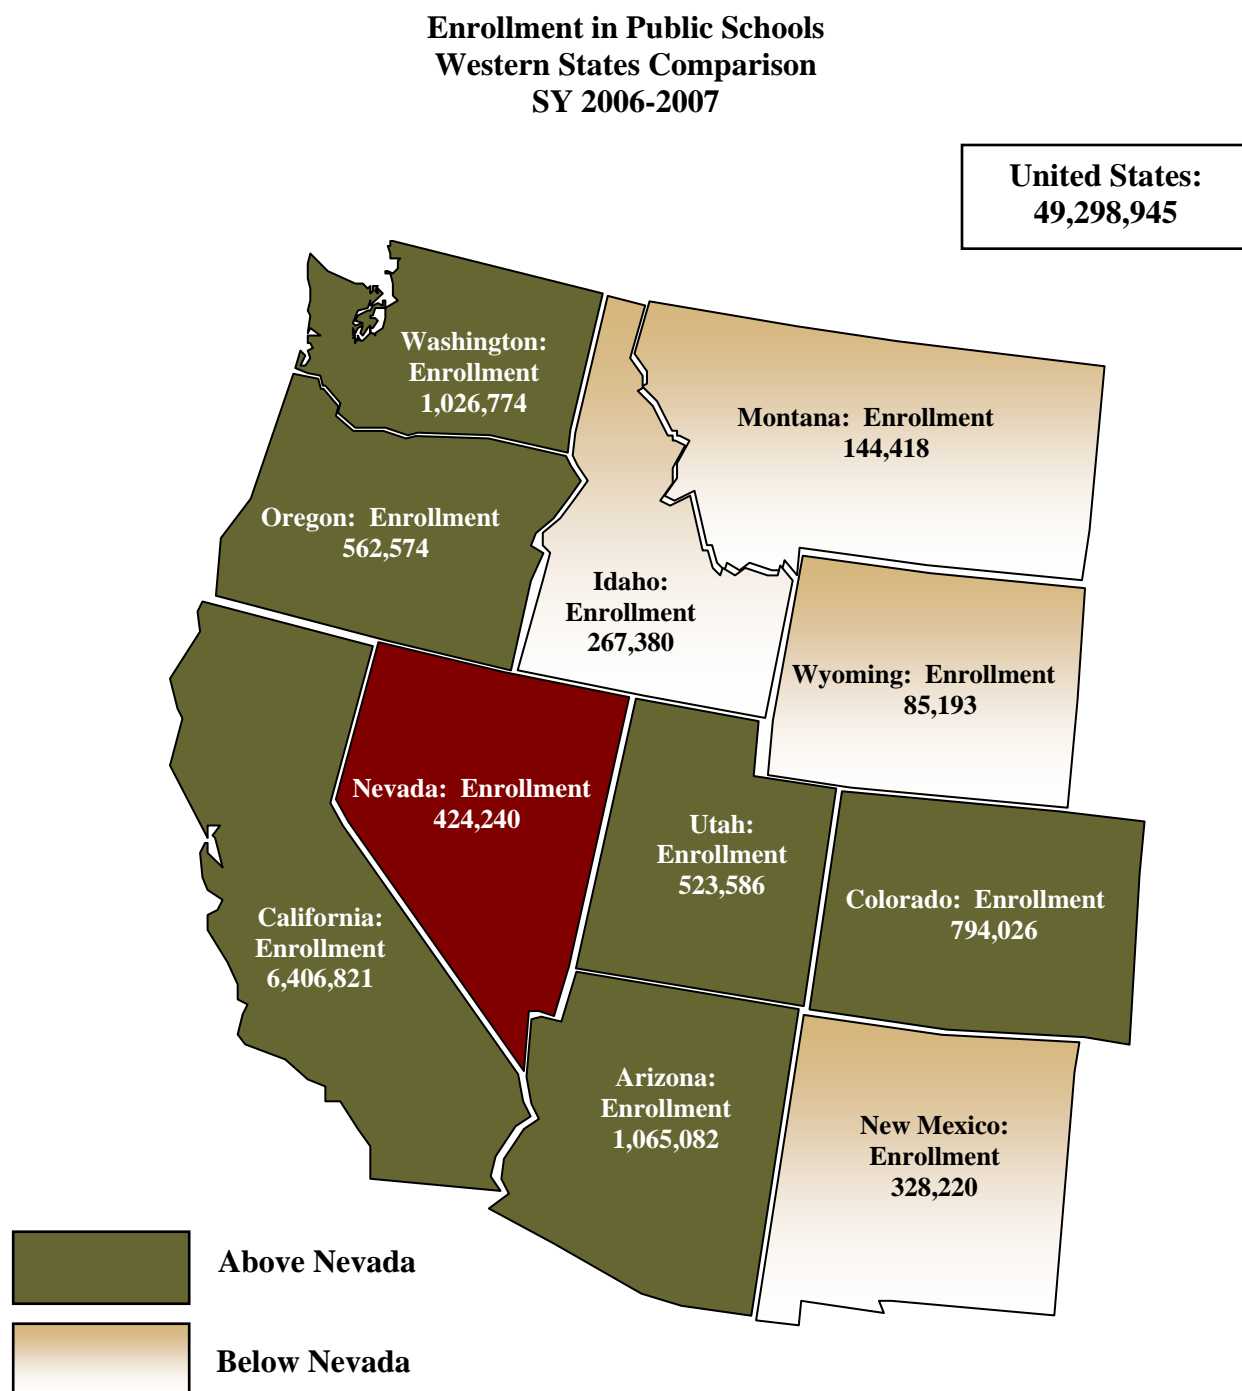 Enrollment in Public Schools
Western States Comparison
SY 2006-2007
United States:
49,298,945
Washington:
Enrollment
1,026,774
Montana:  Enrollment
144,418
Oregon:  Enrollment
562,574
Idaho:
Enrollment
267,380
Wyoming:  Enrollment
85,193
Nevada:  Enrollment
424,240
Utah:
Enrollment
523,586
Colorado:  Enrollment
794,026
California:
Enrollment
6,406,821
Arizona:
Enrollment
1,065,082
New Mexico:
Enrollment
328,220
Above Nevada
Below Nevada